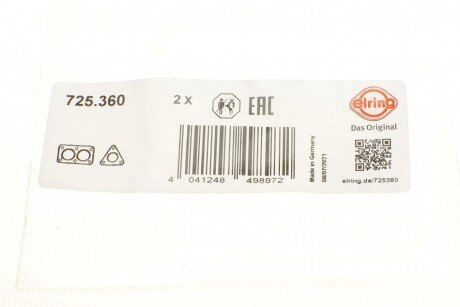 725.360
2 x
EAC
elring
Das Original
4 041248 498972
Made in Germany
08/07/2021
elring.de/725360